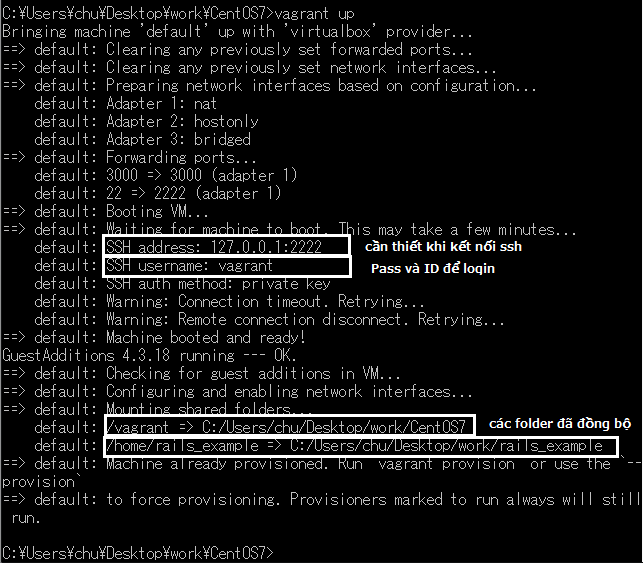 C:¥Users¥chu¥Desktop¥work¥CentOS7>vagrant up
Bringing machine 'default' up with 'virtualbox' provider...
==> default: Clearing any previously set forwarded ports...
==> default: Clearing any previously set network interfaces...
==> default: Preparing network interfaces based on configuration...
default: Adapter 1: nat
default: Adapter 2: hostonly
default: Adapter 3: bridged
==> default: Forwarding ports...
default: 3000 => 3000 (adapter 1)
default: 22 => 2222 (adapter 1)
==> default: Booting VM...
==> default: Waiting for machine to boot. This may take a few minutes...
default: SSH address: 127.0.0.1:2222 cần thiết khi kết nối ssh
default: SSH username: vagrant Pass và ID để login
default: SSH auth method: private key
default: Warning: Connection timeout. Retrying...
default: Warning: Remote connection disconnect. Retrying...
==> default: Machine booted and ready!
GuestAdditions 4.3.18 running --- OK.
==> default: Checking for guest additions in VM...
==> default: Configuring and enabling network interfaces...
==> default: Mounting shared folders...
default: /vagrant => C:/Users/chu/Desktop/work/CentOS7 các folder đã đồng bộ
default: /home/rails_example => C:/Users/chu/Desktop/work/rails_example
==> default: Machine already provisioned. Run `vagrant provision` or use the `--
provision`
==> default: to force provisioning. Provisioners marked to run always will still
run.
C:¥Users¥chu¥Desktop¥work¥CentOS7>